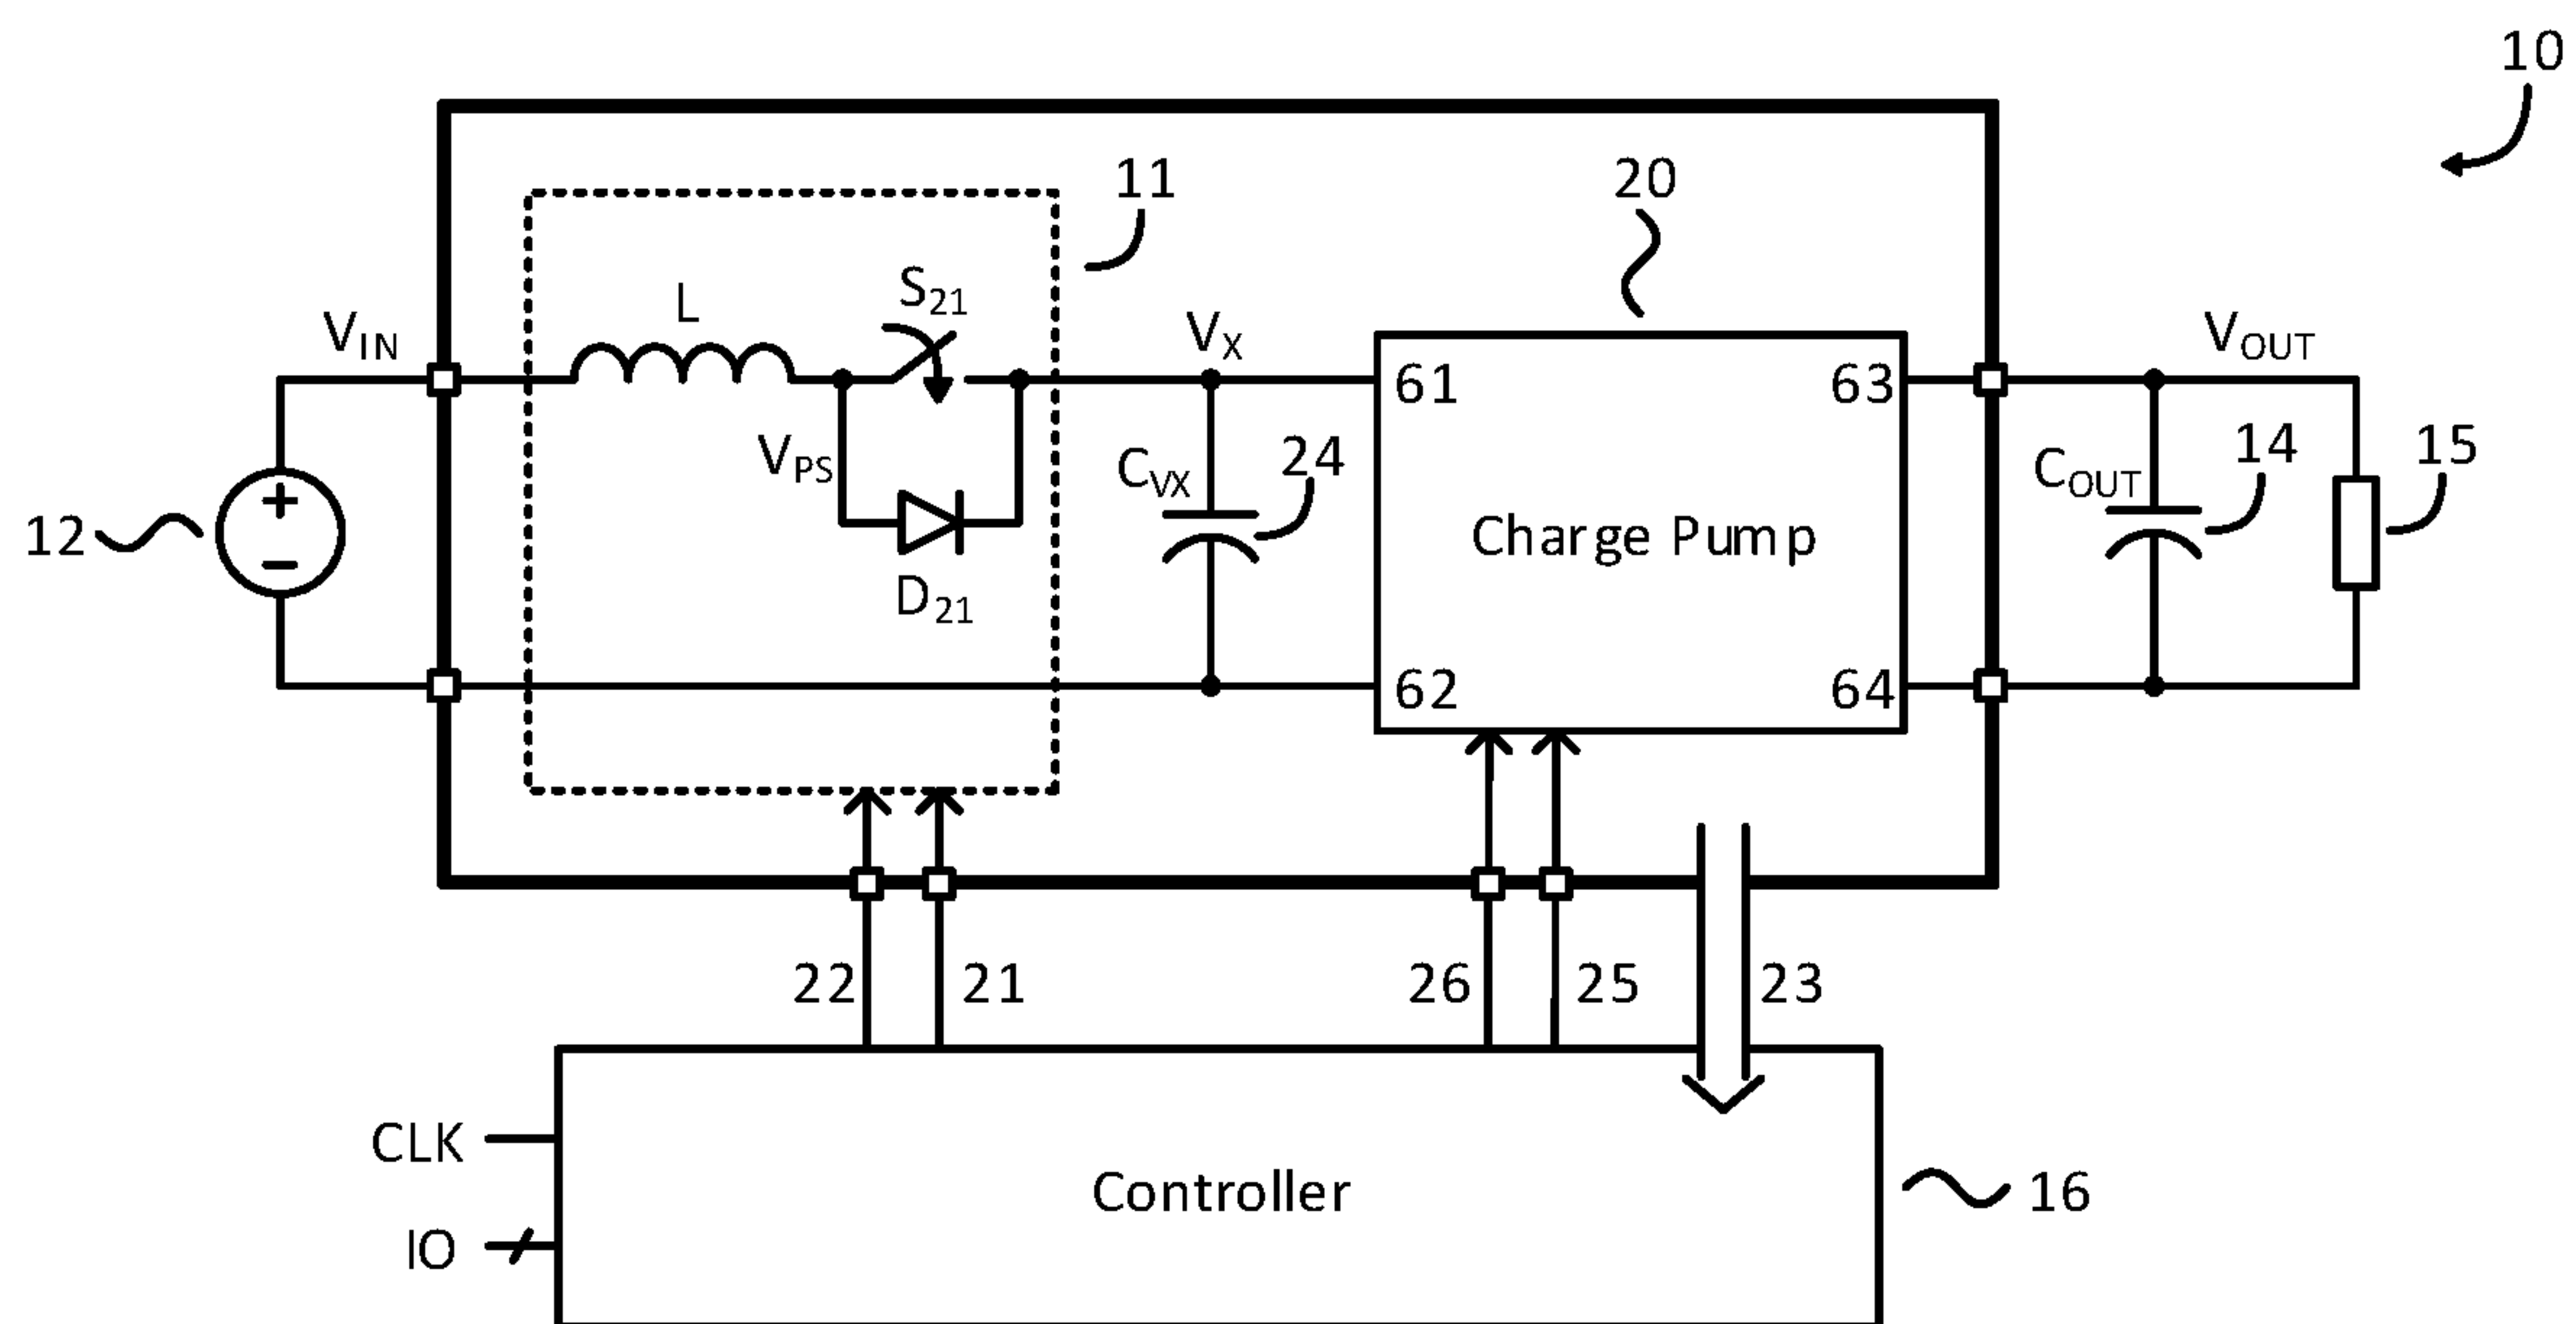 10
11
20
S21
L
VIN
VX
VOUT
61
63
VPS
CVX
24
COUT
14
15
12
Charge Pump
D21
62
64
22
21
26
25
23
CLK
Controller
16
IO